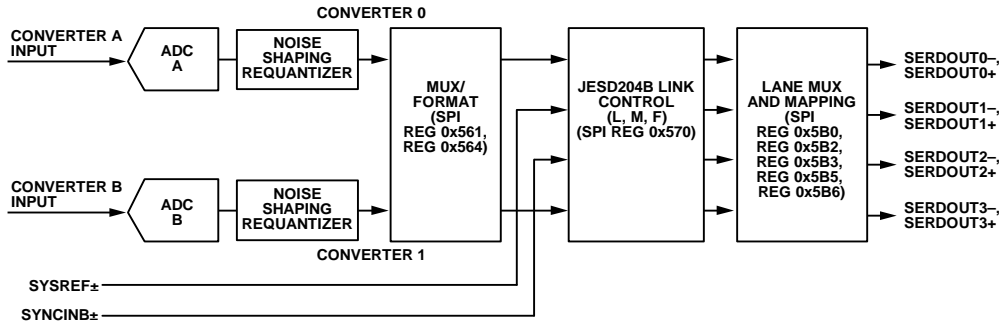 CONVERTER 0
CONVERTER A
INPUT
ADC
A
NOISE
SHAPING
REQUANTIZER
MUX/
FORMAT
(SPI
REG 0x561,
REG 0x564)
JESD204B LINK
CONTROL
(L, M, F)
(SPI REG 0x570)
LANE MUX
AND MAPPING
(SPI
REG 0x5B0,
REG 0x5B2,
REG 0x5B3,
REG 0x5B5,
REG 0x5B6)
SERDOUT0–,
SERDOUT0+
SERDOUT1–,
SERDOUT1+
SERDOUT2–,
SERDOUT2+
SERDOUT3–,
SERDOUT3+
CONVERTER B
INPUT
ADC
B
NOISE
SHAPING
REQUANTIZER
CONVERTER 1
SYSREF±
SYNCINB±